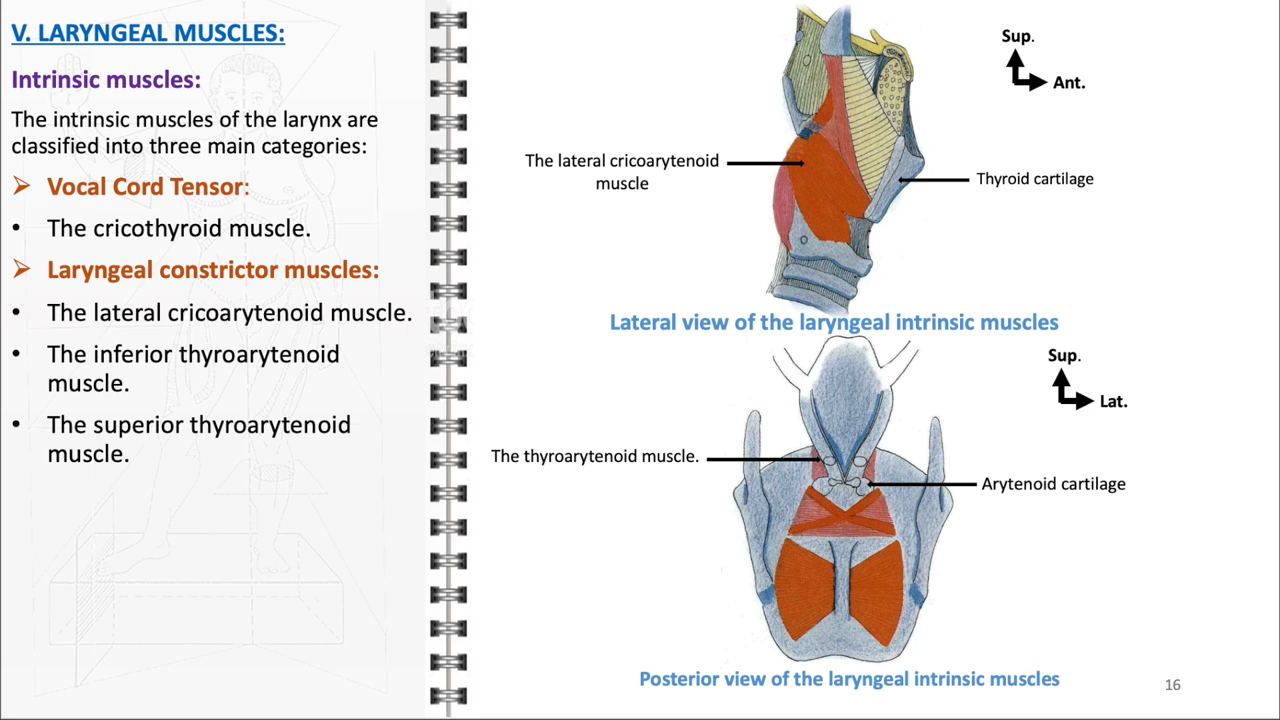 V. LARYNGEAL MUSCLES:
Intrinsic muscles:
The intrinsic muscles of the larynx are
classified into three main categories:
➢ Vocal Cord Tensor:
• The cricothyroid muscle.
➢ Laryngeal constrictor muscles:
• The lateral cricoarytenoid muscle.
• The inferior thyroarytenoid
muscle.
• The superior thyroarytenoid
muscle.
Sup.
Ant.
The lateral cricoarytenoid
muscle
Thyroid cartilage
Lateral view of the laryngeal intrinsic muscles
Sup.
Lat.
The thyroarytenoid muscle.
Arytenoid cartilage
Posterior view of the laryngeal intrinsic muscles
16